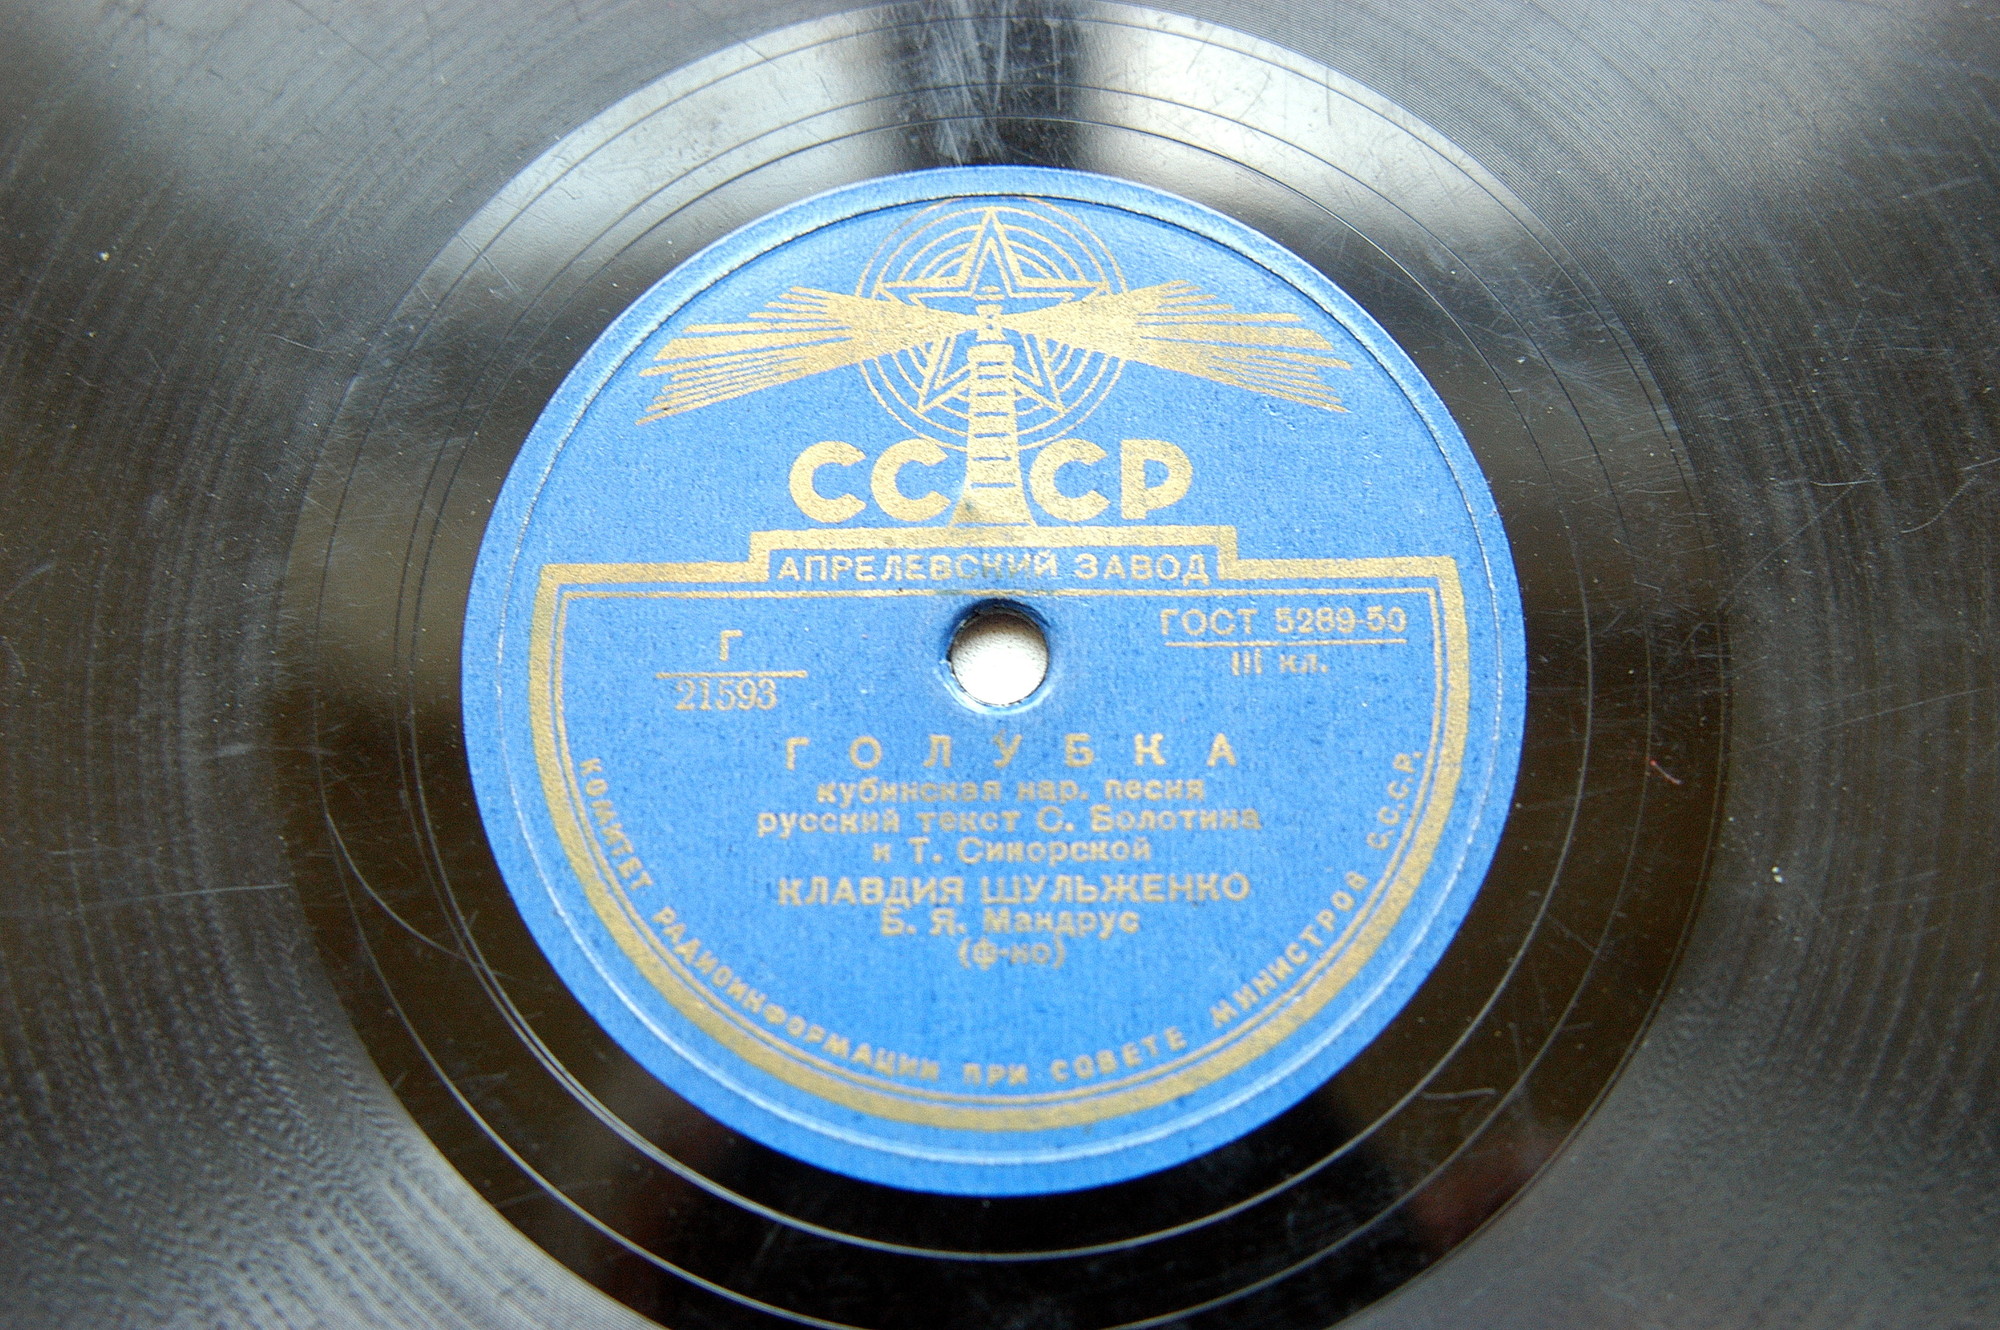 СССР
АПРЕЛЕВСКИЙ ЗАВОД
Г
21593
ГОСТ 5289-50
III кл.
ГОЛУБКА
кубинская нар. песня
русский текст С. Болотина
и Т. Сикорской
КЛАВДИЯ ШУЛЬЖЕНКО
Б. Я. Мандрус
(ф-но)
КОМИТЕТ РАДИОИНФОРМАЦИИ ПРИ СОВЕТЕ МИНИСТРОВ С.С.С.Р.